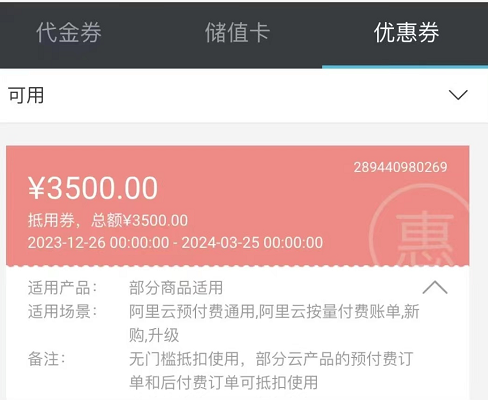 代金券 储值卡 优惠券
可用
289440980269
¥3500.00
抵用券，总额¥3500.00
2023-12-26 00:00:00 - 2024-03-25 00:00:00
惠
适用产品： 部分商品适用
适用场景： 阿里云预付费通用,阿里云按量付费账单,新
购,升级
备注： 无门槛抵扣使用，部分云产品的预付费订
单和后付费订单可抵扣使用